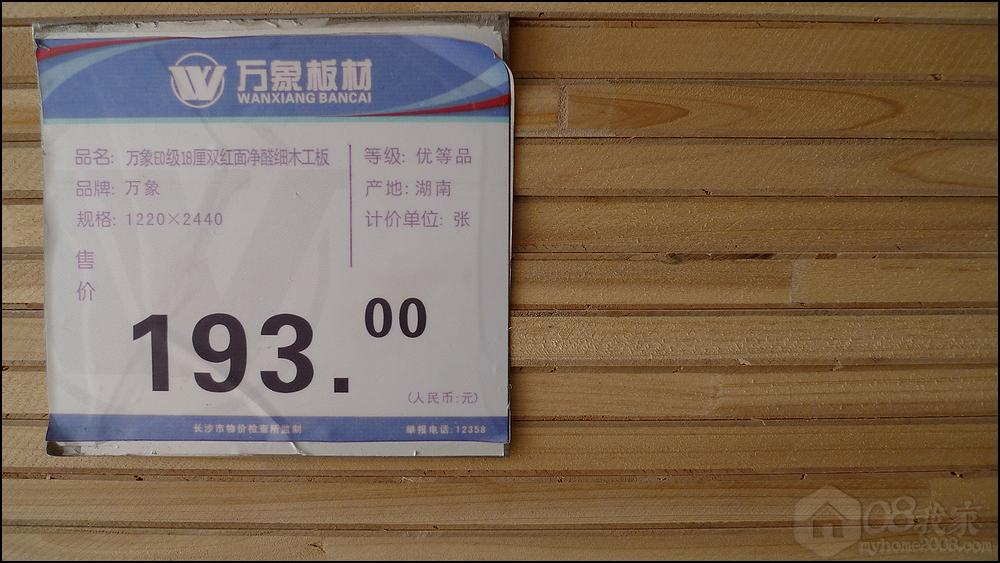 万象板材
WANXIANG BANCAI
品名: 万象E0级18厘双红面净醛细木工板
等级: 优等品
品牌: 万象
产地: 湖南
规格: 1220×2440
计价单位: 张
售价
193.00
(人民币:元)
长沙市物价检查所监制
举报电话:12358
08我家
myhome2008.com